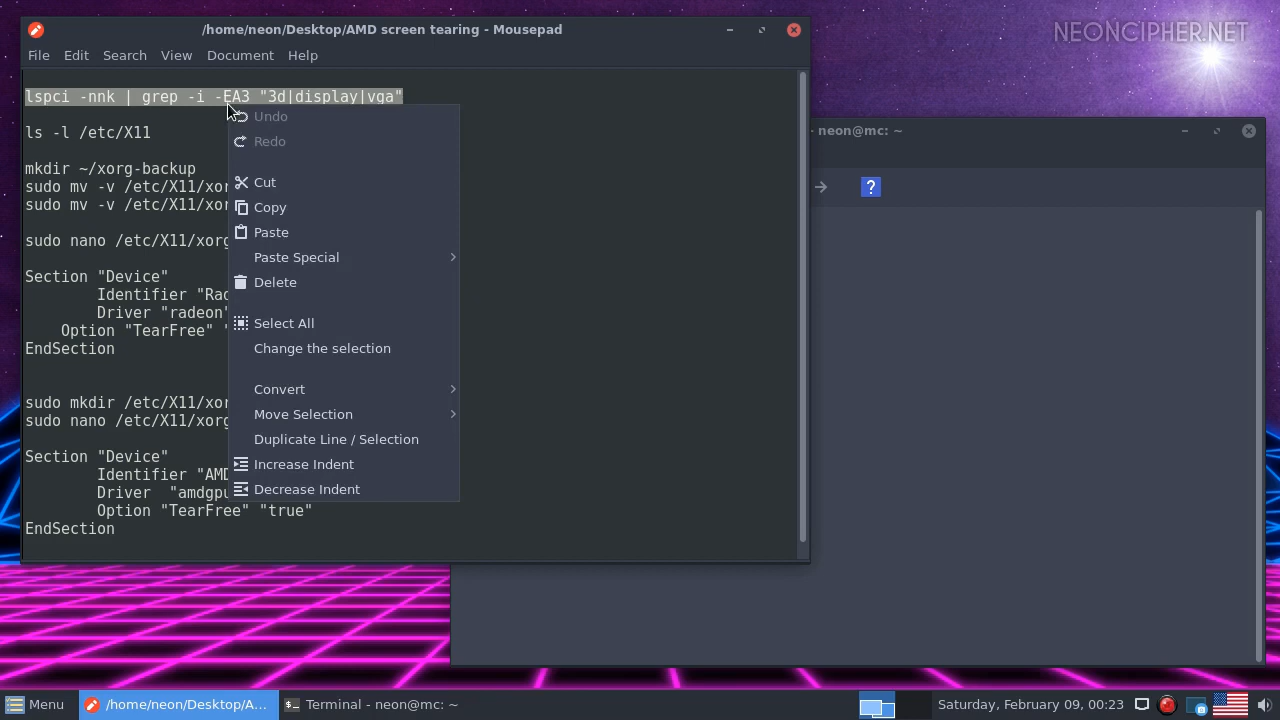 /home/neon/Desktop/AMD screen tearing - Mousepad
NEONCIPHER.NET
File Edit Search View Document Help
lspci -nnk | grep -i -EA3 "3d|display|vga"
ls -l /etc/X11
mkdir ~/xorg-backup
sudo mv -v /etc/X11/xor
sudo mv -v /etc/X11/xor
sudo nano /etc/X11/xorg
Section "Device"
Identifier "Rad
Driver "radeon"
Option "TearFree" "
EndSection
sudo mkdir /etc/X11/xor
sudo nano /etc/X11/xorg
Section "Device"
Identifier "AMD
Driver "amdgpu
Option "TearFree" "true"
EndSection
Undo
Redo
Cut
Copy
Paste
Paste Special
Delete
Select All
Change the selection
Convert
Move Selection
Duplicate Line / Selection
Increase Indent
Decrease Indent
- neon@mc: ~
?
Menu
/home/neon/Desktop/A...
Terminal - neon@mc: ~
Saturday, February 09, 00:23